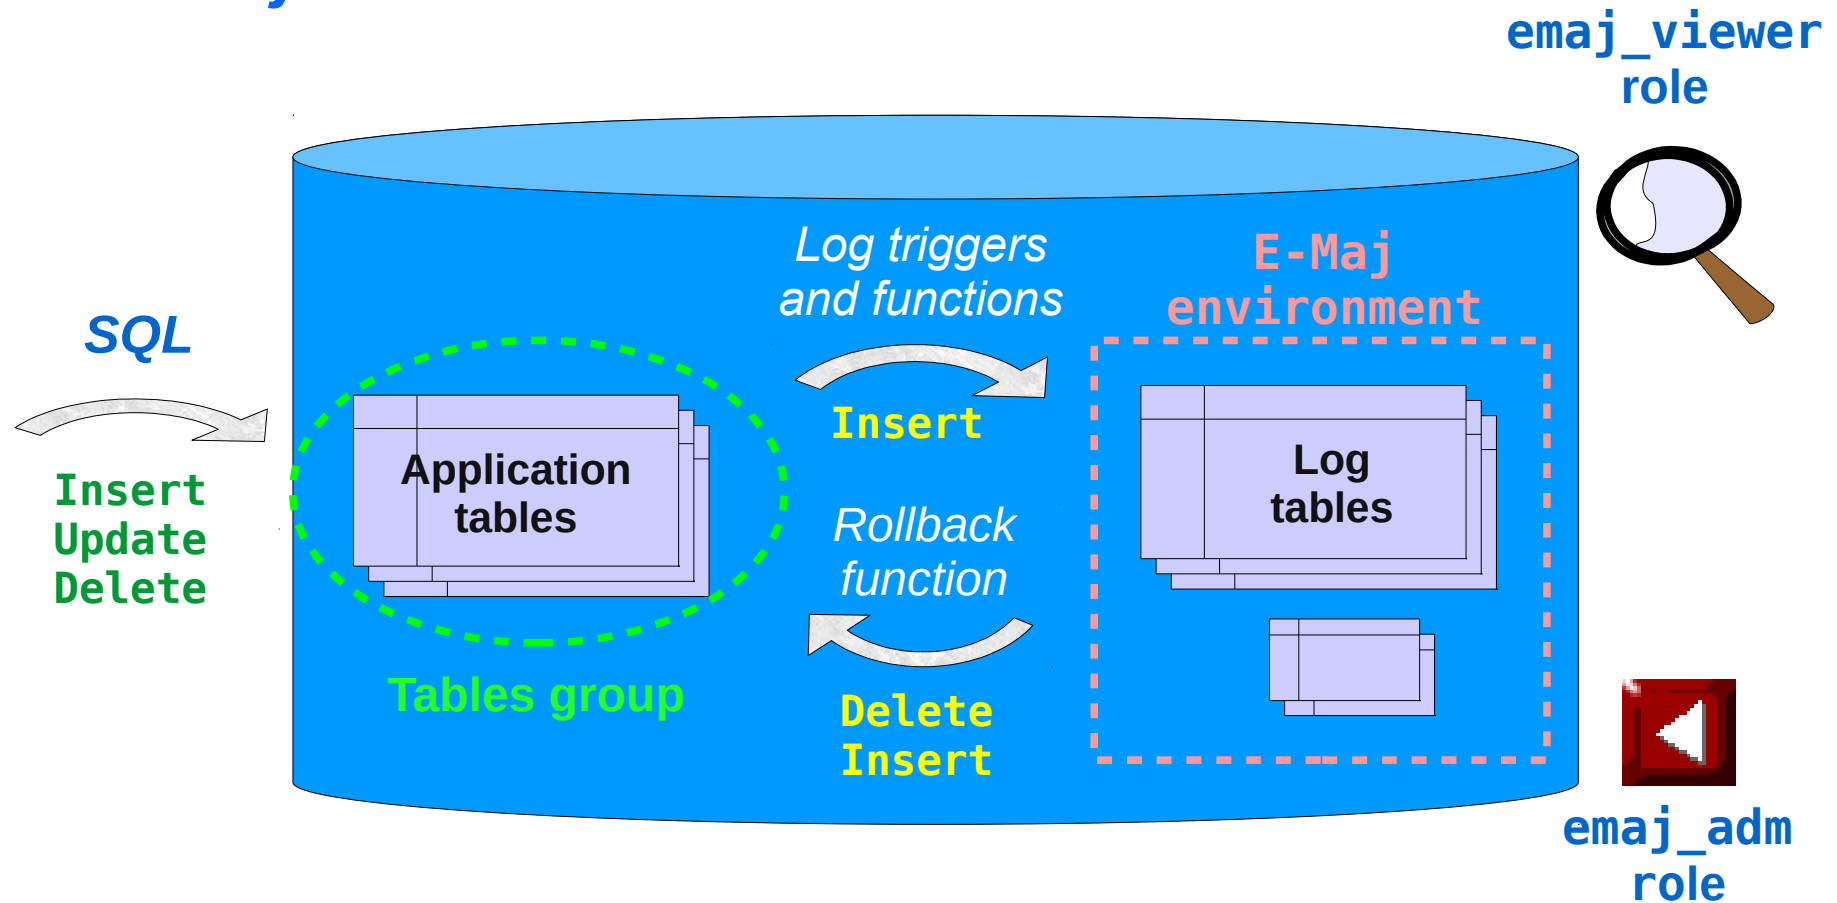 emaj_viewer
role
Log triggers
and functions
E-Maj
environment
SQL
Insert
Application
tables
Log
tables
Insert
Update
Delete
Rollback
function
Tables group
Delete
Insert
emaj_adm
role